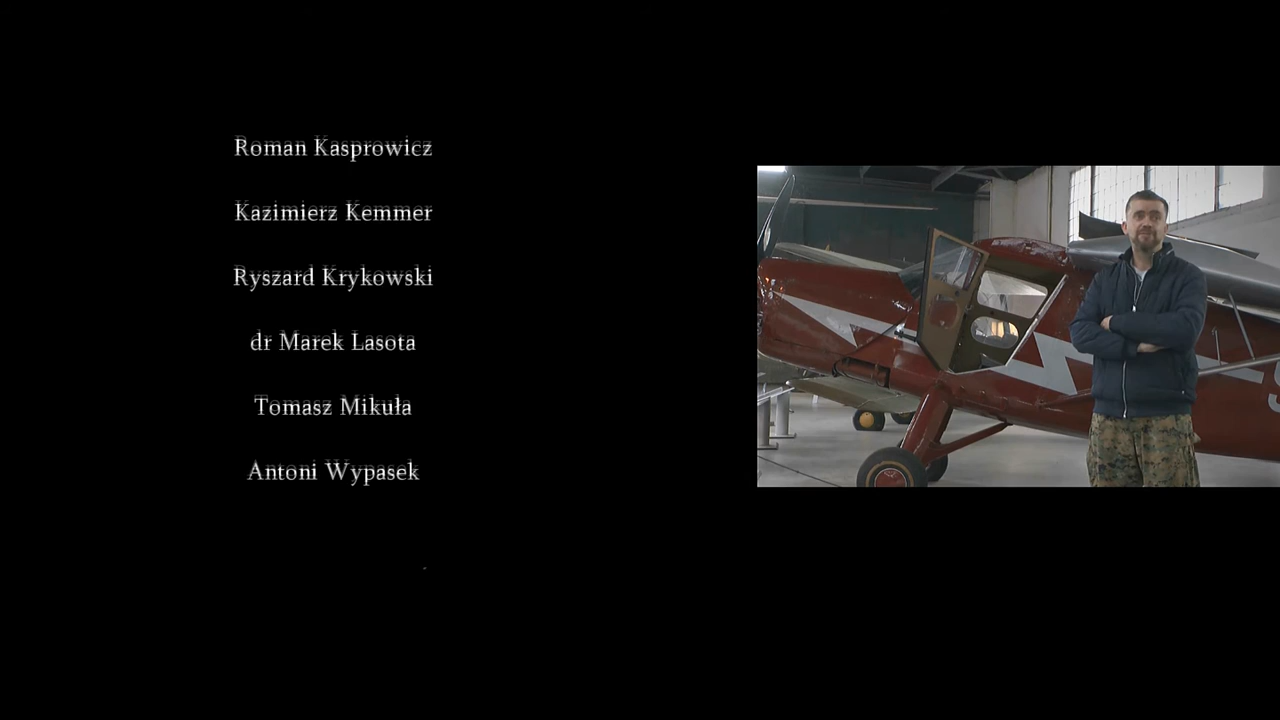 Roman Kasprowicz
Kazimierz Kemmer
Ryszard Krykowski
dr Marek Lasota
Tomasz Mikuła
Antoni Wypasek